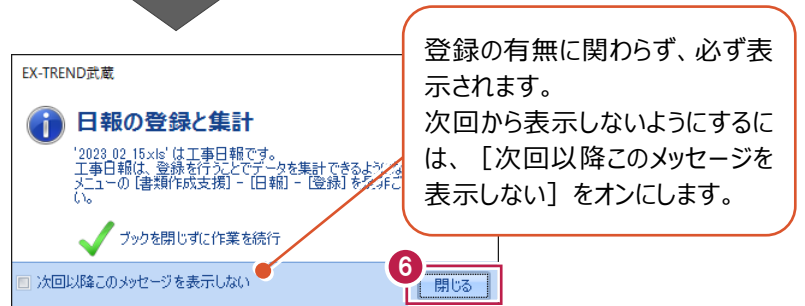 登録の有無に関わらず、必ず表
示されます。
次回から表示しないようにするに
は、［次回以降このメッセージを
表示しない］をオンにします。
EX-TREND武蔵
日報の登録と集計
'2023_02_15.xls' は工事日報です。
工事日報は、登録を行うことでデータを集計できるように
メニューの [書類作成支援] - [日報] - [登録] を
い。
ブックを閉じずに作業を続行
次回以降このメッセージを表示しない
6
閉じる